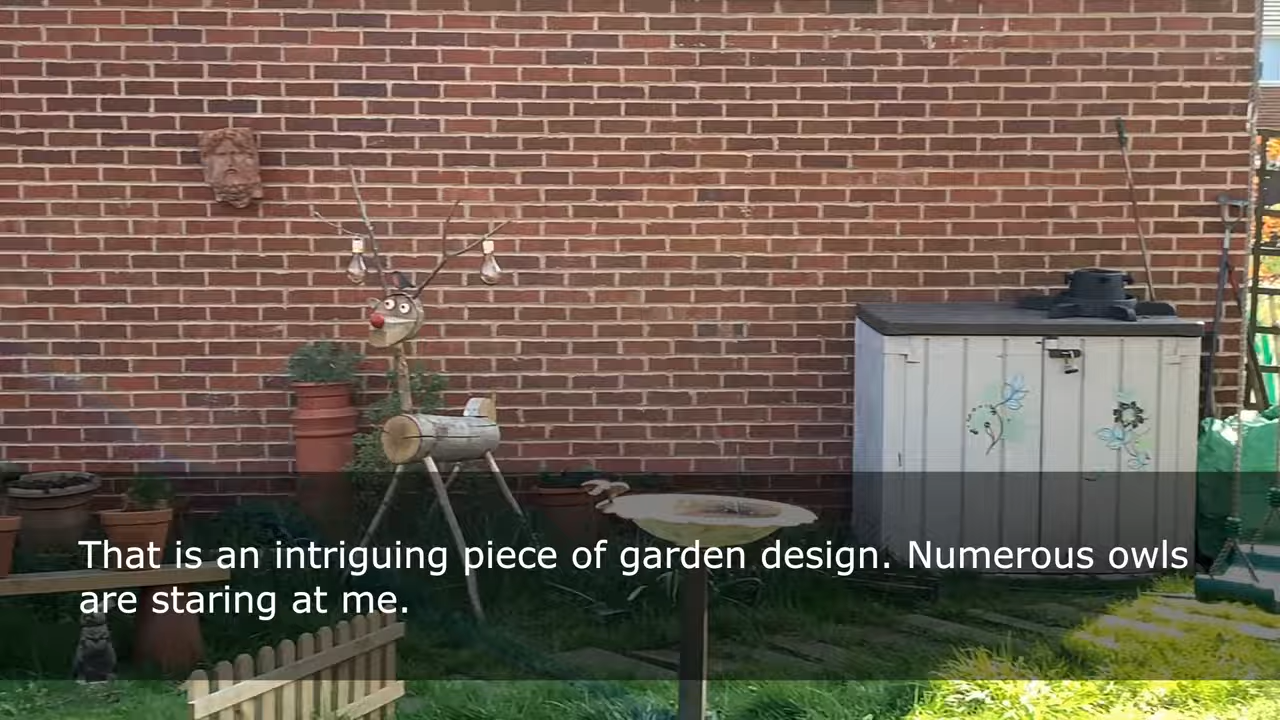 That is an intriguing piece of garden design. Numerous owls
are staring at me.